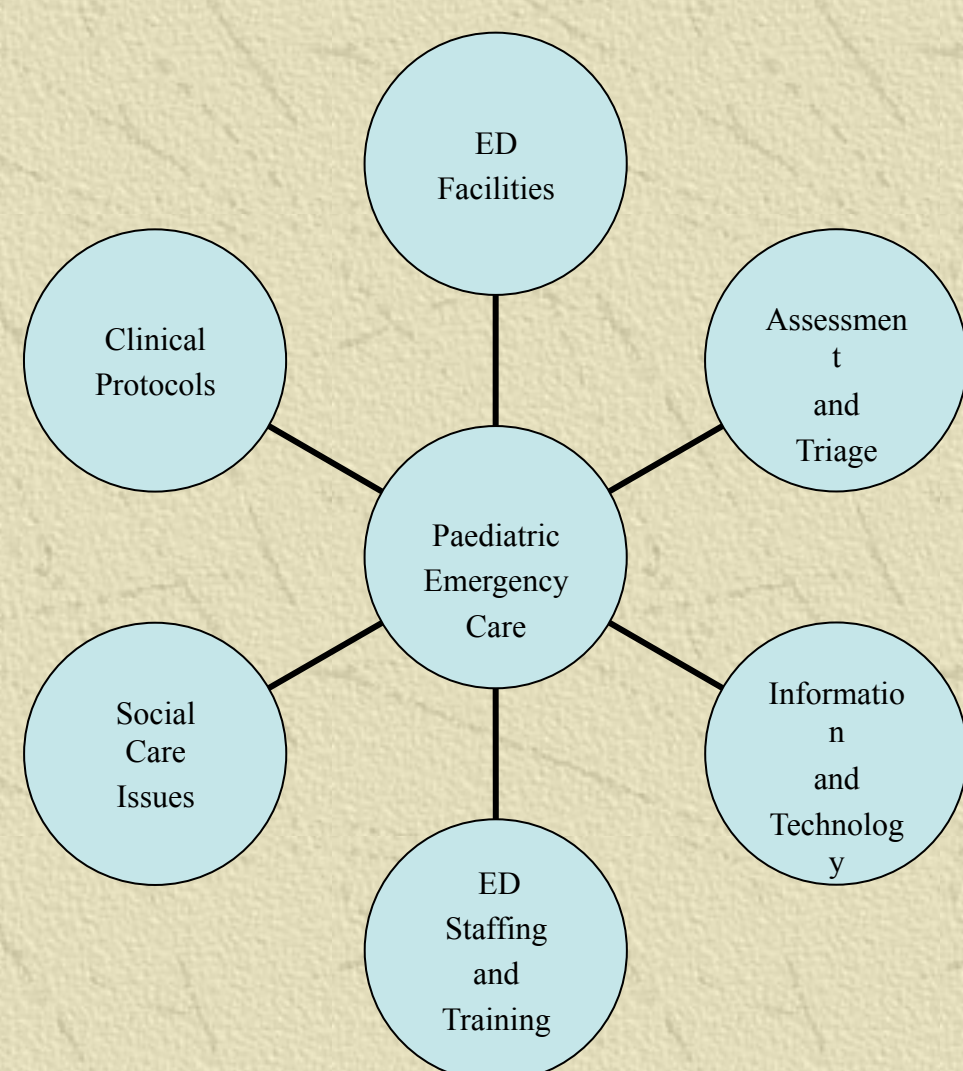 ED
Facilities
Clinical
Protocols
Assessmen
t
and
Triage
Paediatric
Emergency
Care
Social
Care
Issues
Informatio
n
and
Technolog
y
ED
Staffing
and
Training